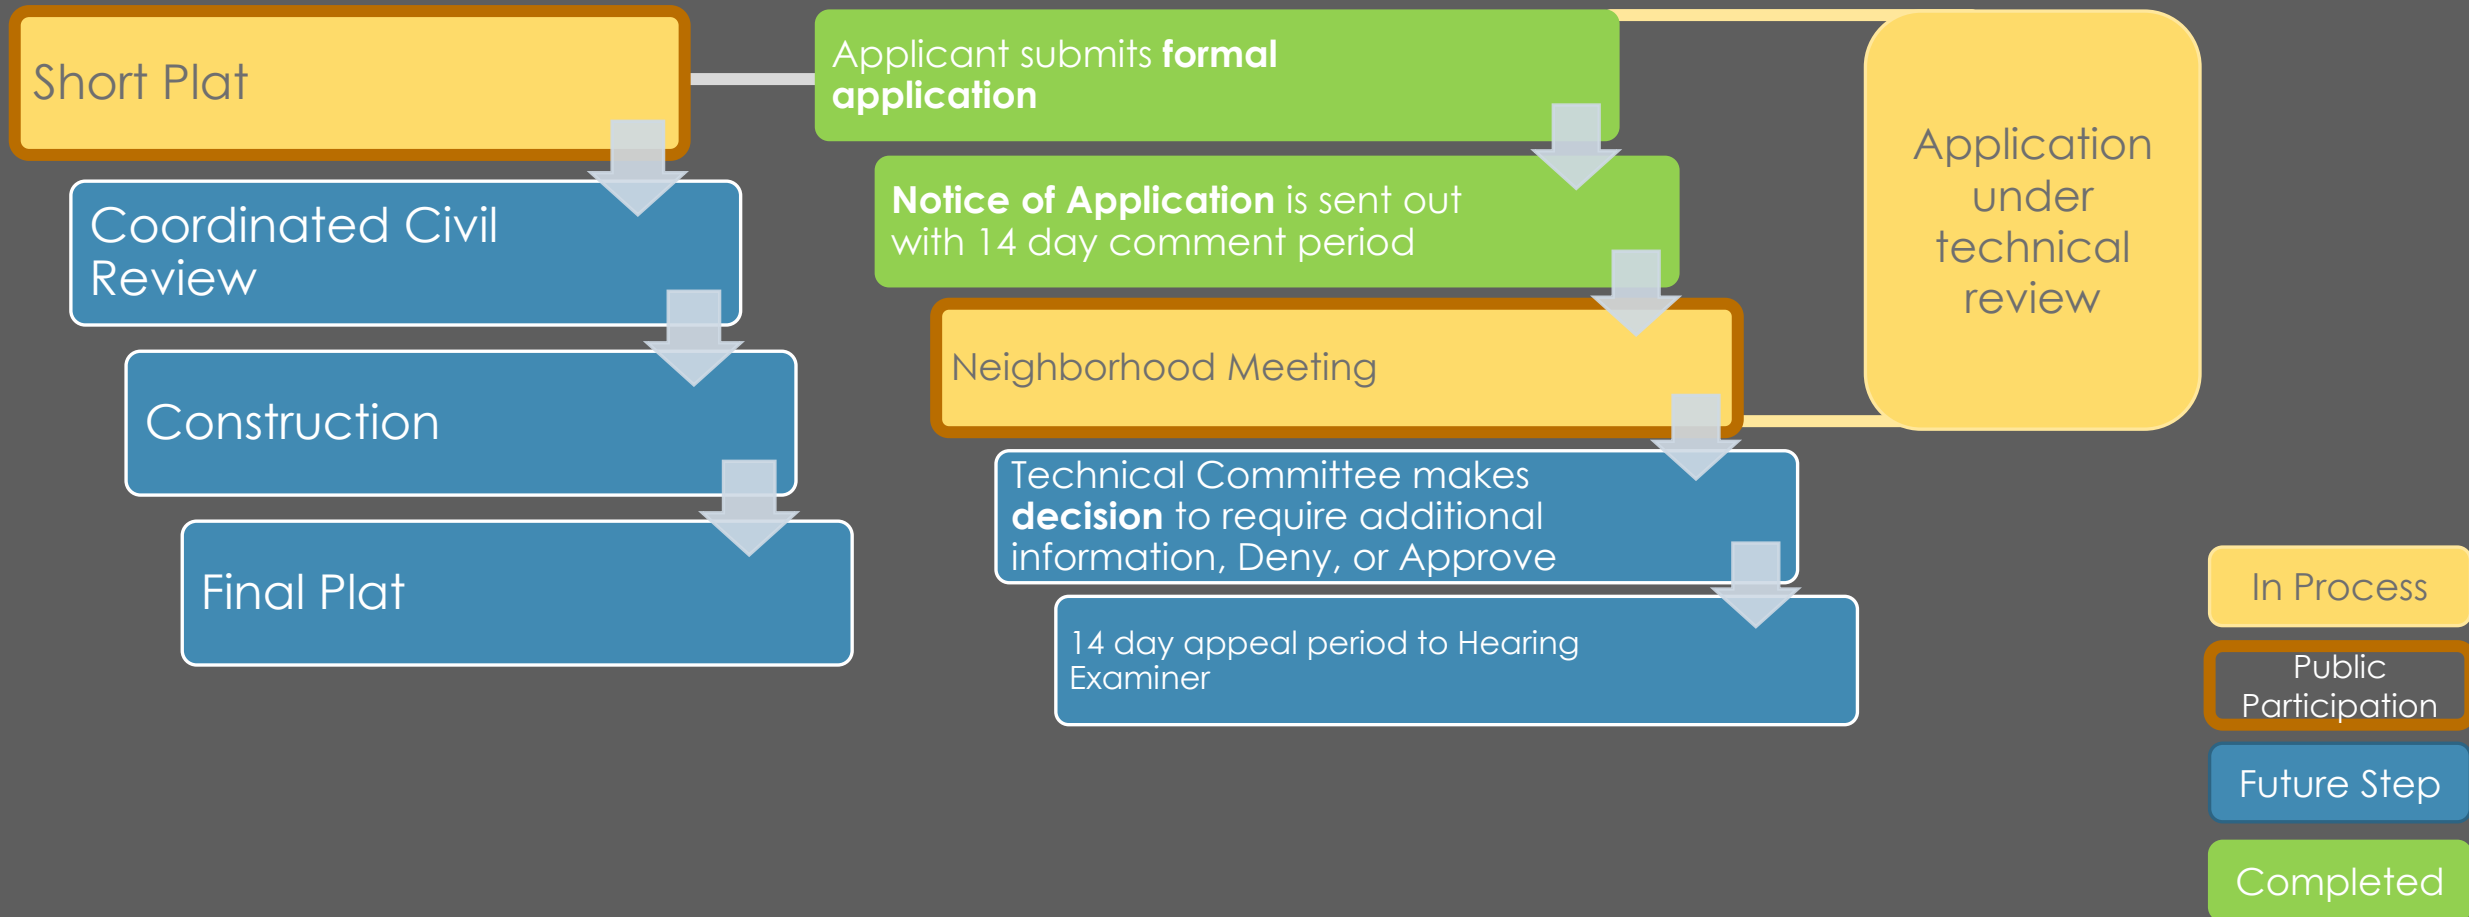 Short Plat
Coordinated Civil
Review
Construction
Final Plat
Applicant submits formal
application
Notice of Application is sent out
with 14 day comment period
Neighborhood Meeting
Technical Committee makes
decision to require additional
information, Deny, or Approve
14 day appeal period to Hearing
Examiner
Application
under
technical
review
In Process
Public
Participation
Future Step
Completed